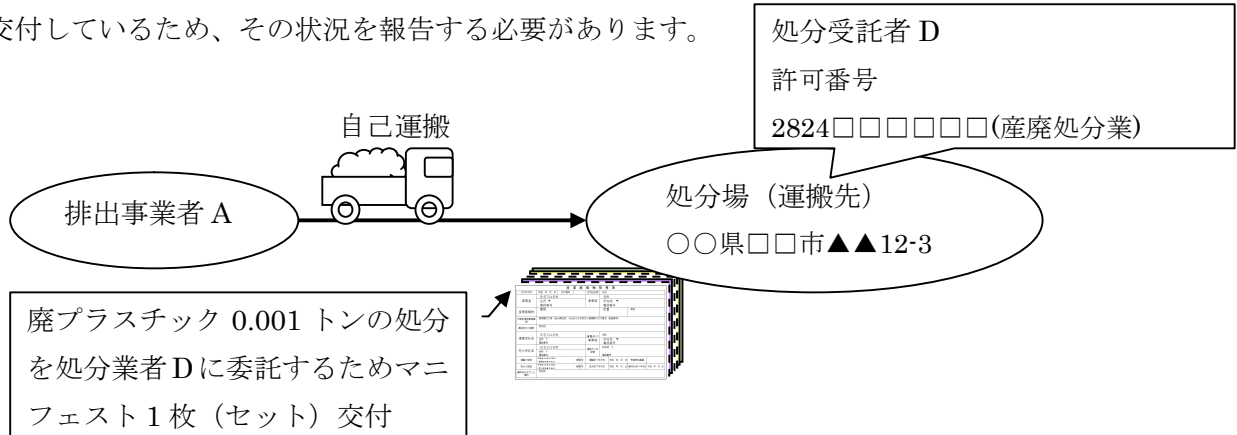 交付しているため、その状況を報告する必要があります。
処分受託者 D
許可番号
2824□□□□□□(産廃処分業)
自己運搬
排出事業者 A
処分場（運搬先）
○○県□□市▲▲12-3
廃プラスチック 0.001 トンの処分
を処分業者 D に委託するためマニ
フェスト 1 枚（セット）交付